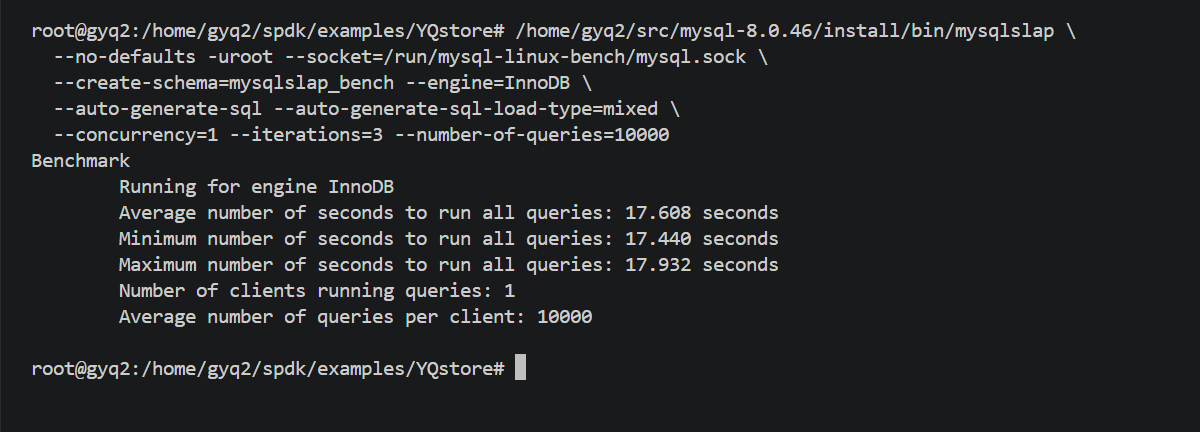 root@gyq2:/home/gyq2/spdk/examples/YQstore# /home/gyq2/src/mysql-8.0.46/install/bin/mysqlslap \
  --no-defaults -uroot --socket=/run/mysql-linux-bench/mysql.sock \
  --create-schema=mysqlslap_bench --engine=InnoDB \
  --auto-generate-sql --auto-generate-sql-load-type=mixed \
  --concurrency=1 --iterations=3 --number-of-queries=10000
Benchmark
        Running for engine InnoDB
        Average number of seconds to run all queries: 17.608 seconds
        Minimum number of seconds to run all queries: 17.440 seconds
        Maximum number of seconds to run all queries: 17.932 seconds
        Number of clients running queries: 1
        Average number of queries per client: 10000
root@gyq2:/home/gyq2/spdk/examples/YQstore#